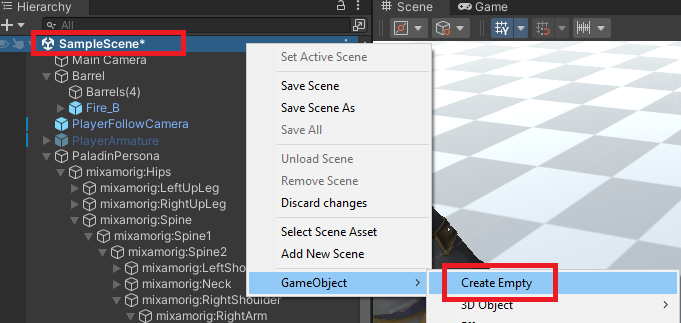 Hierarchy
All
SampleScene*
Main Camera
Barrel
Barrels(4)
Fire_B
PlayerFollowCamera
PlayerArmature
PaladinPersona
mixamorig:Hips
mixamorig:LeftUpLeg
mixamorig:RightUpLeg
mixamorig:Spine
mixamorig:Spine1
mixamorig:Spine2
mixamorig:LeftSho
mixamorig:Neck
mixamorig:RightShoulder
mixamorig:RightArm
Set Active Scene
Save Scene
Save Scene As
Save All
Unload Scene
Remove Scene
Discard changes
Select Scene Asset
Add New Scene
GameObject
Scene
Game
Create Empty
3D Object